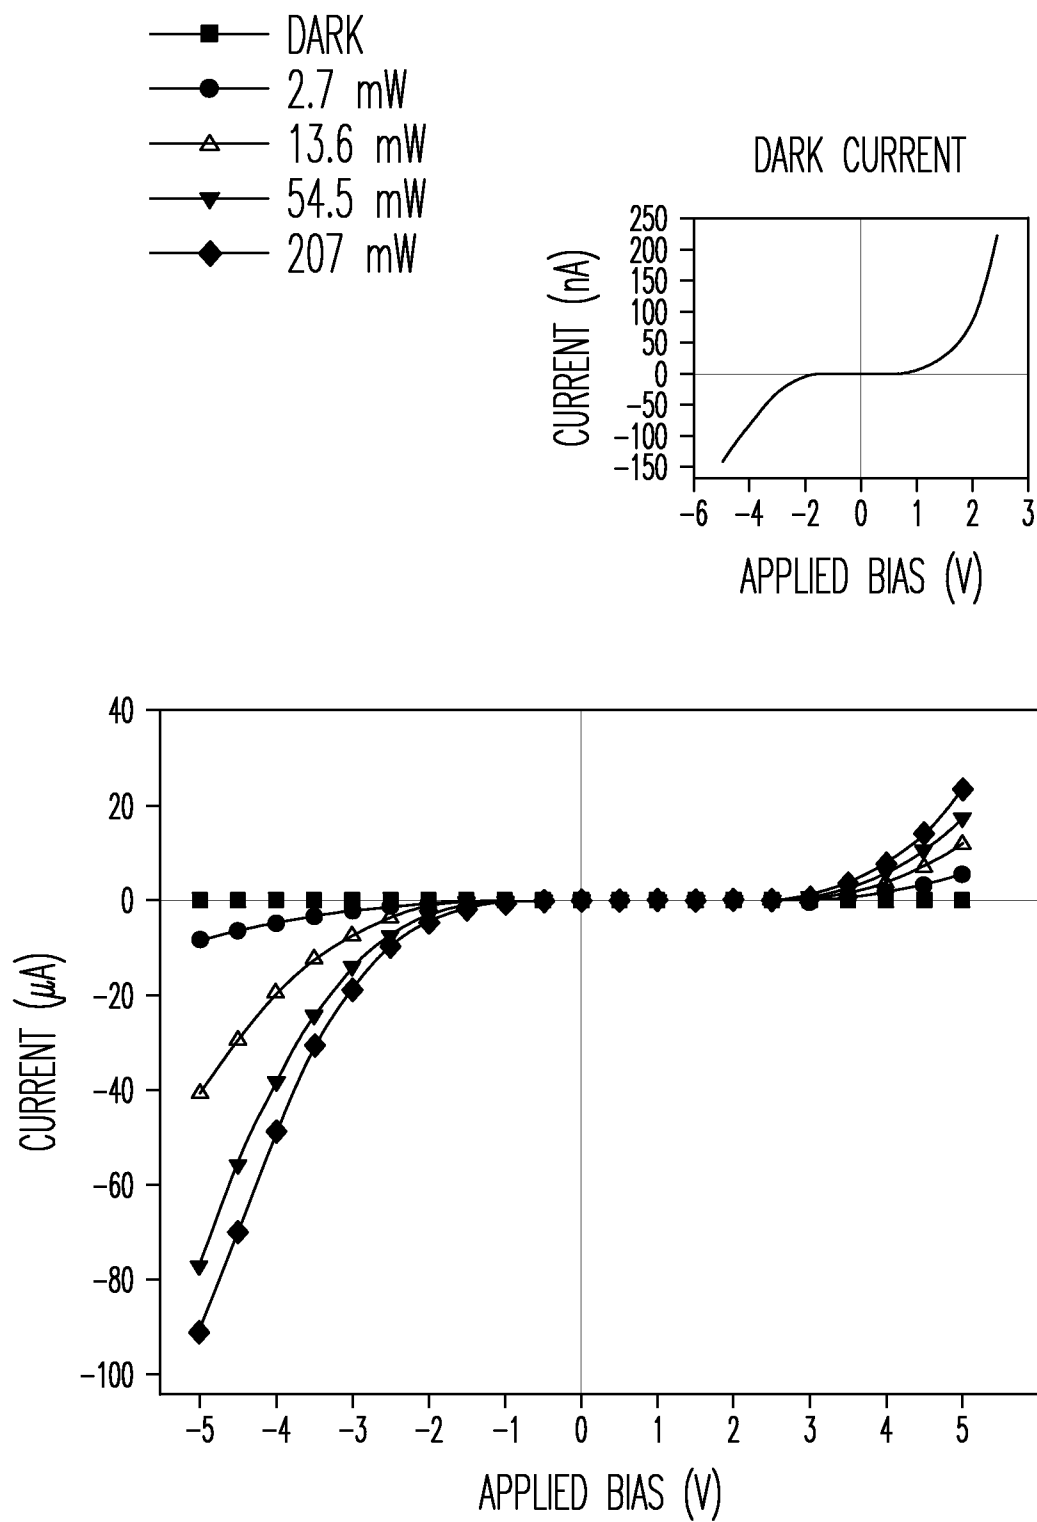 DARK
2.7 mW
13.6 mW
54.5 mW
207 mW
DARK CURRENT
CURRENT (nA)
250
200
150
100
50
0
−50
−100
−150
−6 −4 −2 0 1 2 3
APPLIED BIAS (V)
CURRENT (µA)
40
20
0
−20
−40
−60
−80
−100
−5 −4 −3 −2 −1 0 1 2 3 4 5
APPLIED BIAS (V)